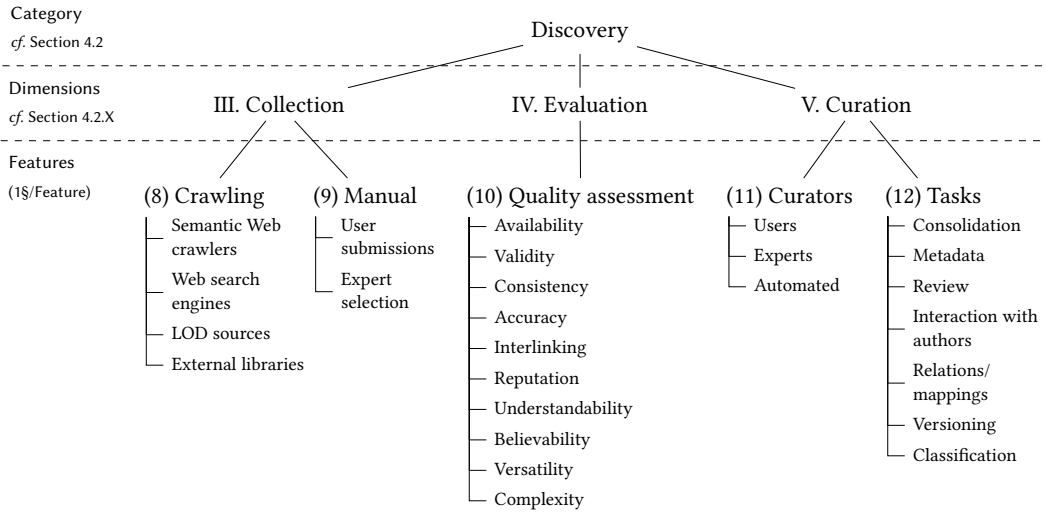 Category
cf. Section 4.2
Discovery
Dimensions
cf. Section 4.2.X
III. Collection
IV. Evaluation
V. Curation
Features
(1§/Feature)
(8) Crawling
Semantic Web
crawlers
Web search
engines
LOD sources
External libraries
(9) Manual
User
submissions
Expert
selection
(10) Quality assessment
Availability
Validity
Consistency
Accuracy
Interlinking
Reputation
Understandability
Believability
Versatility
Complexity
(11) Curators
Users
Experts
Automated
(12) Tasks
Consolidation
Metadata
Review
Interaction with
authors
Relations/
mappings
Versioning
Classification